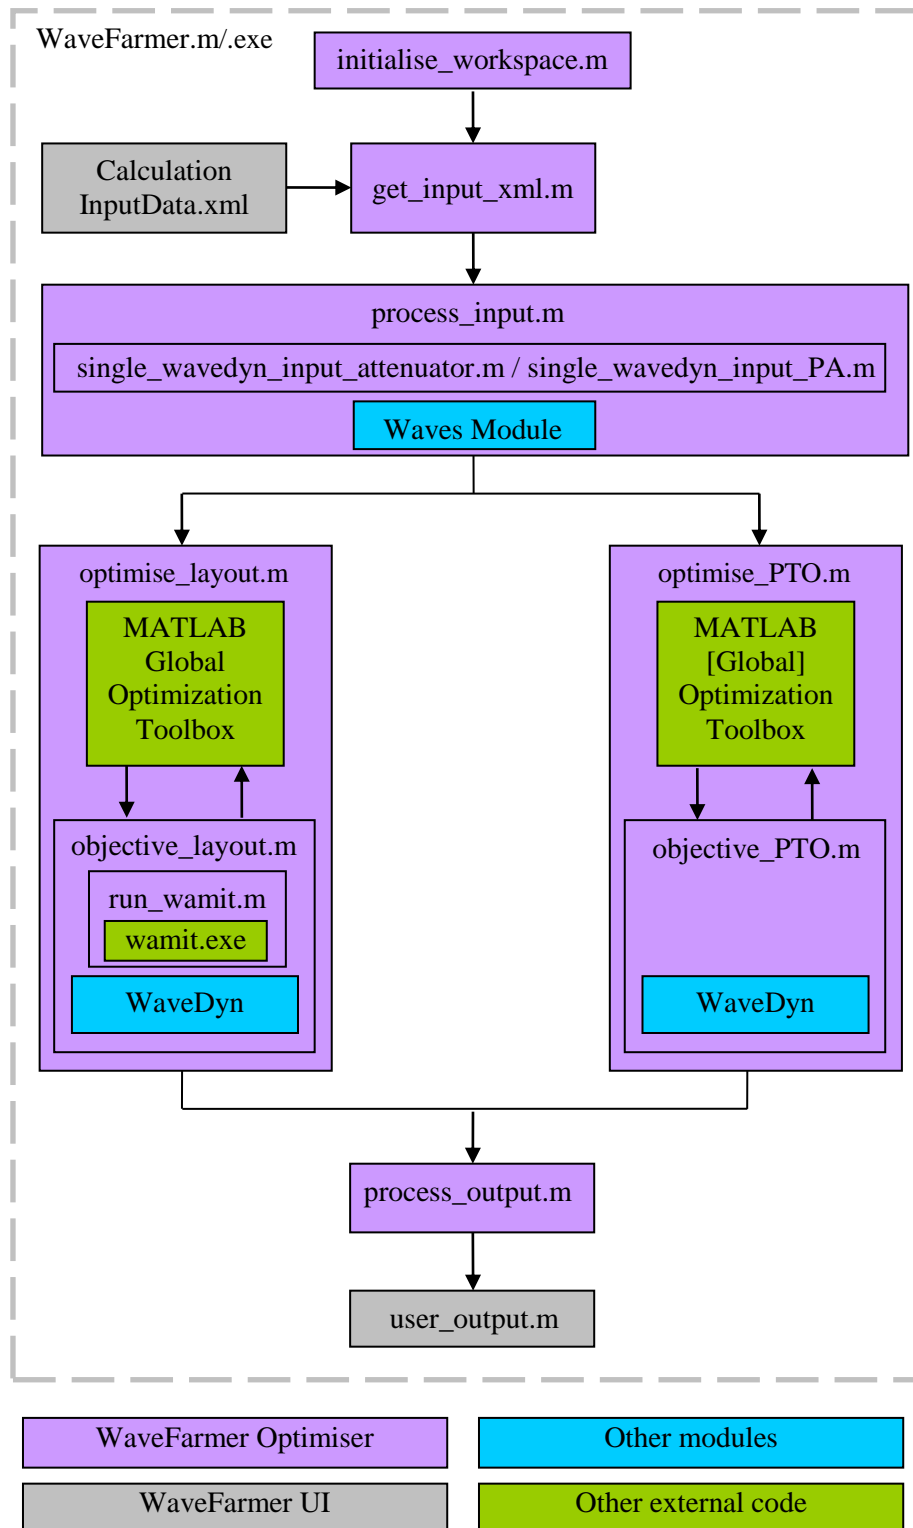 WaveFarmer.m/.exe
initialise_workspace.m
Calculation
InputData.xml
get_input_xml.m
process_input.m
single_wavedyn_input_attenuator.m / single_wavedyn_input_PA.m
Waves Module
optimise_layout.m
MATLAB
Global
Optimization
Toolbox
objective_layout.m
run_wamit.m
wamit.exe
WaveDyn
optimise_PTO.m
MATLAB
[Global]
Optimization
Toolbox
objective_PTO.m
WaveDyn
process_output.m
user_output.m
WaveFarmer Optimiser
Other modules
WaveFarmer UI
Other external code